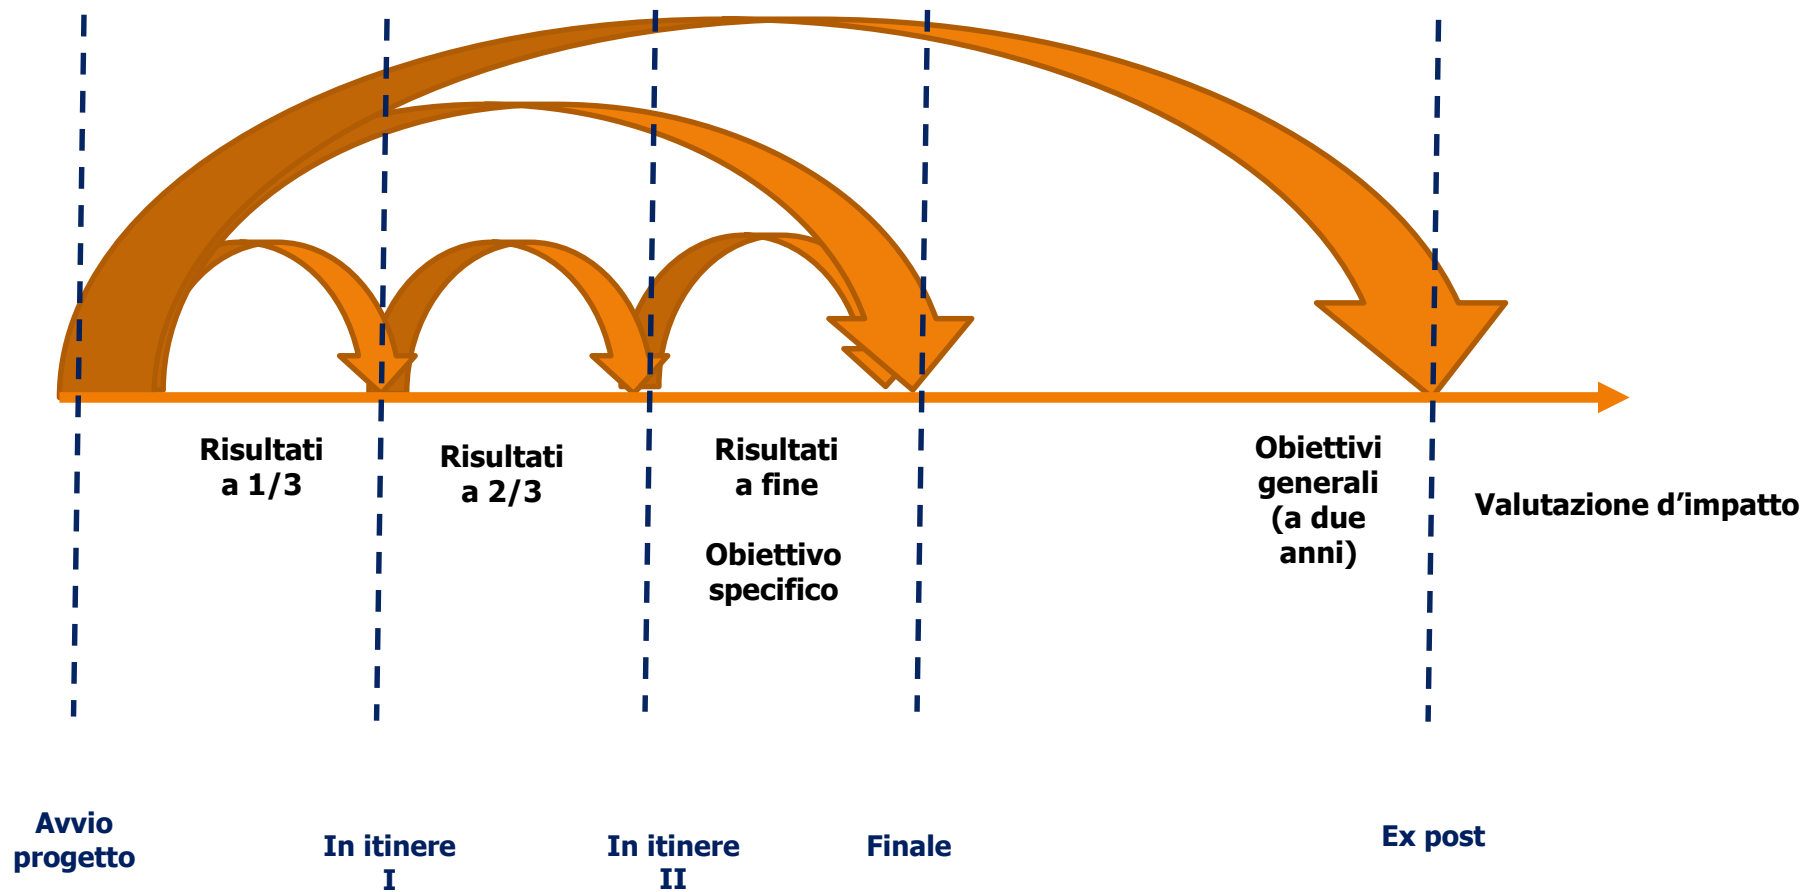 Risultati
a 1/3
Risultati
a 2/3
Risultati
a fine
Obiettivo
specifico
Obiettivi
generali
(a due
anni)
Valutazione d’impatto
Avvio
progetto
In itinere
I
In itinere
II
Finale
Ex post